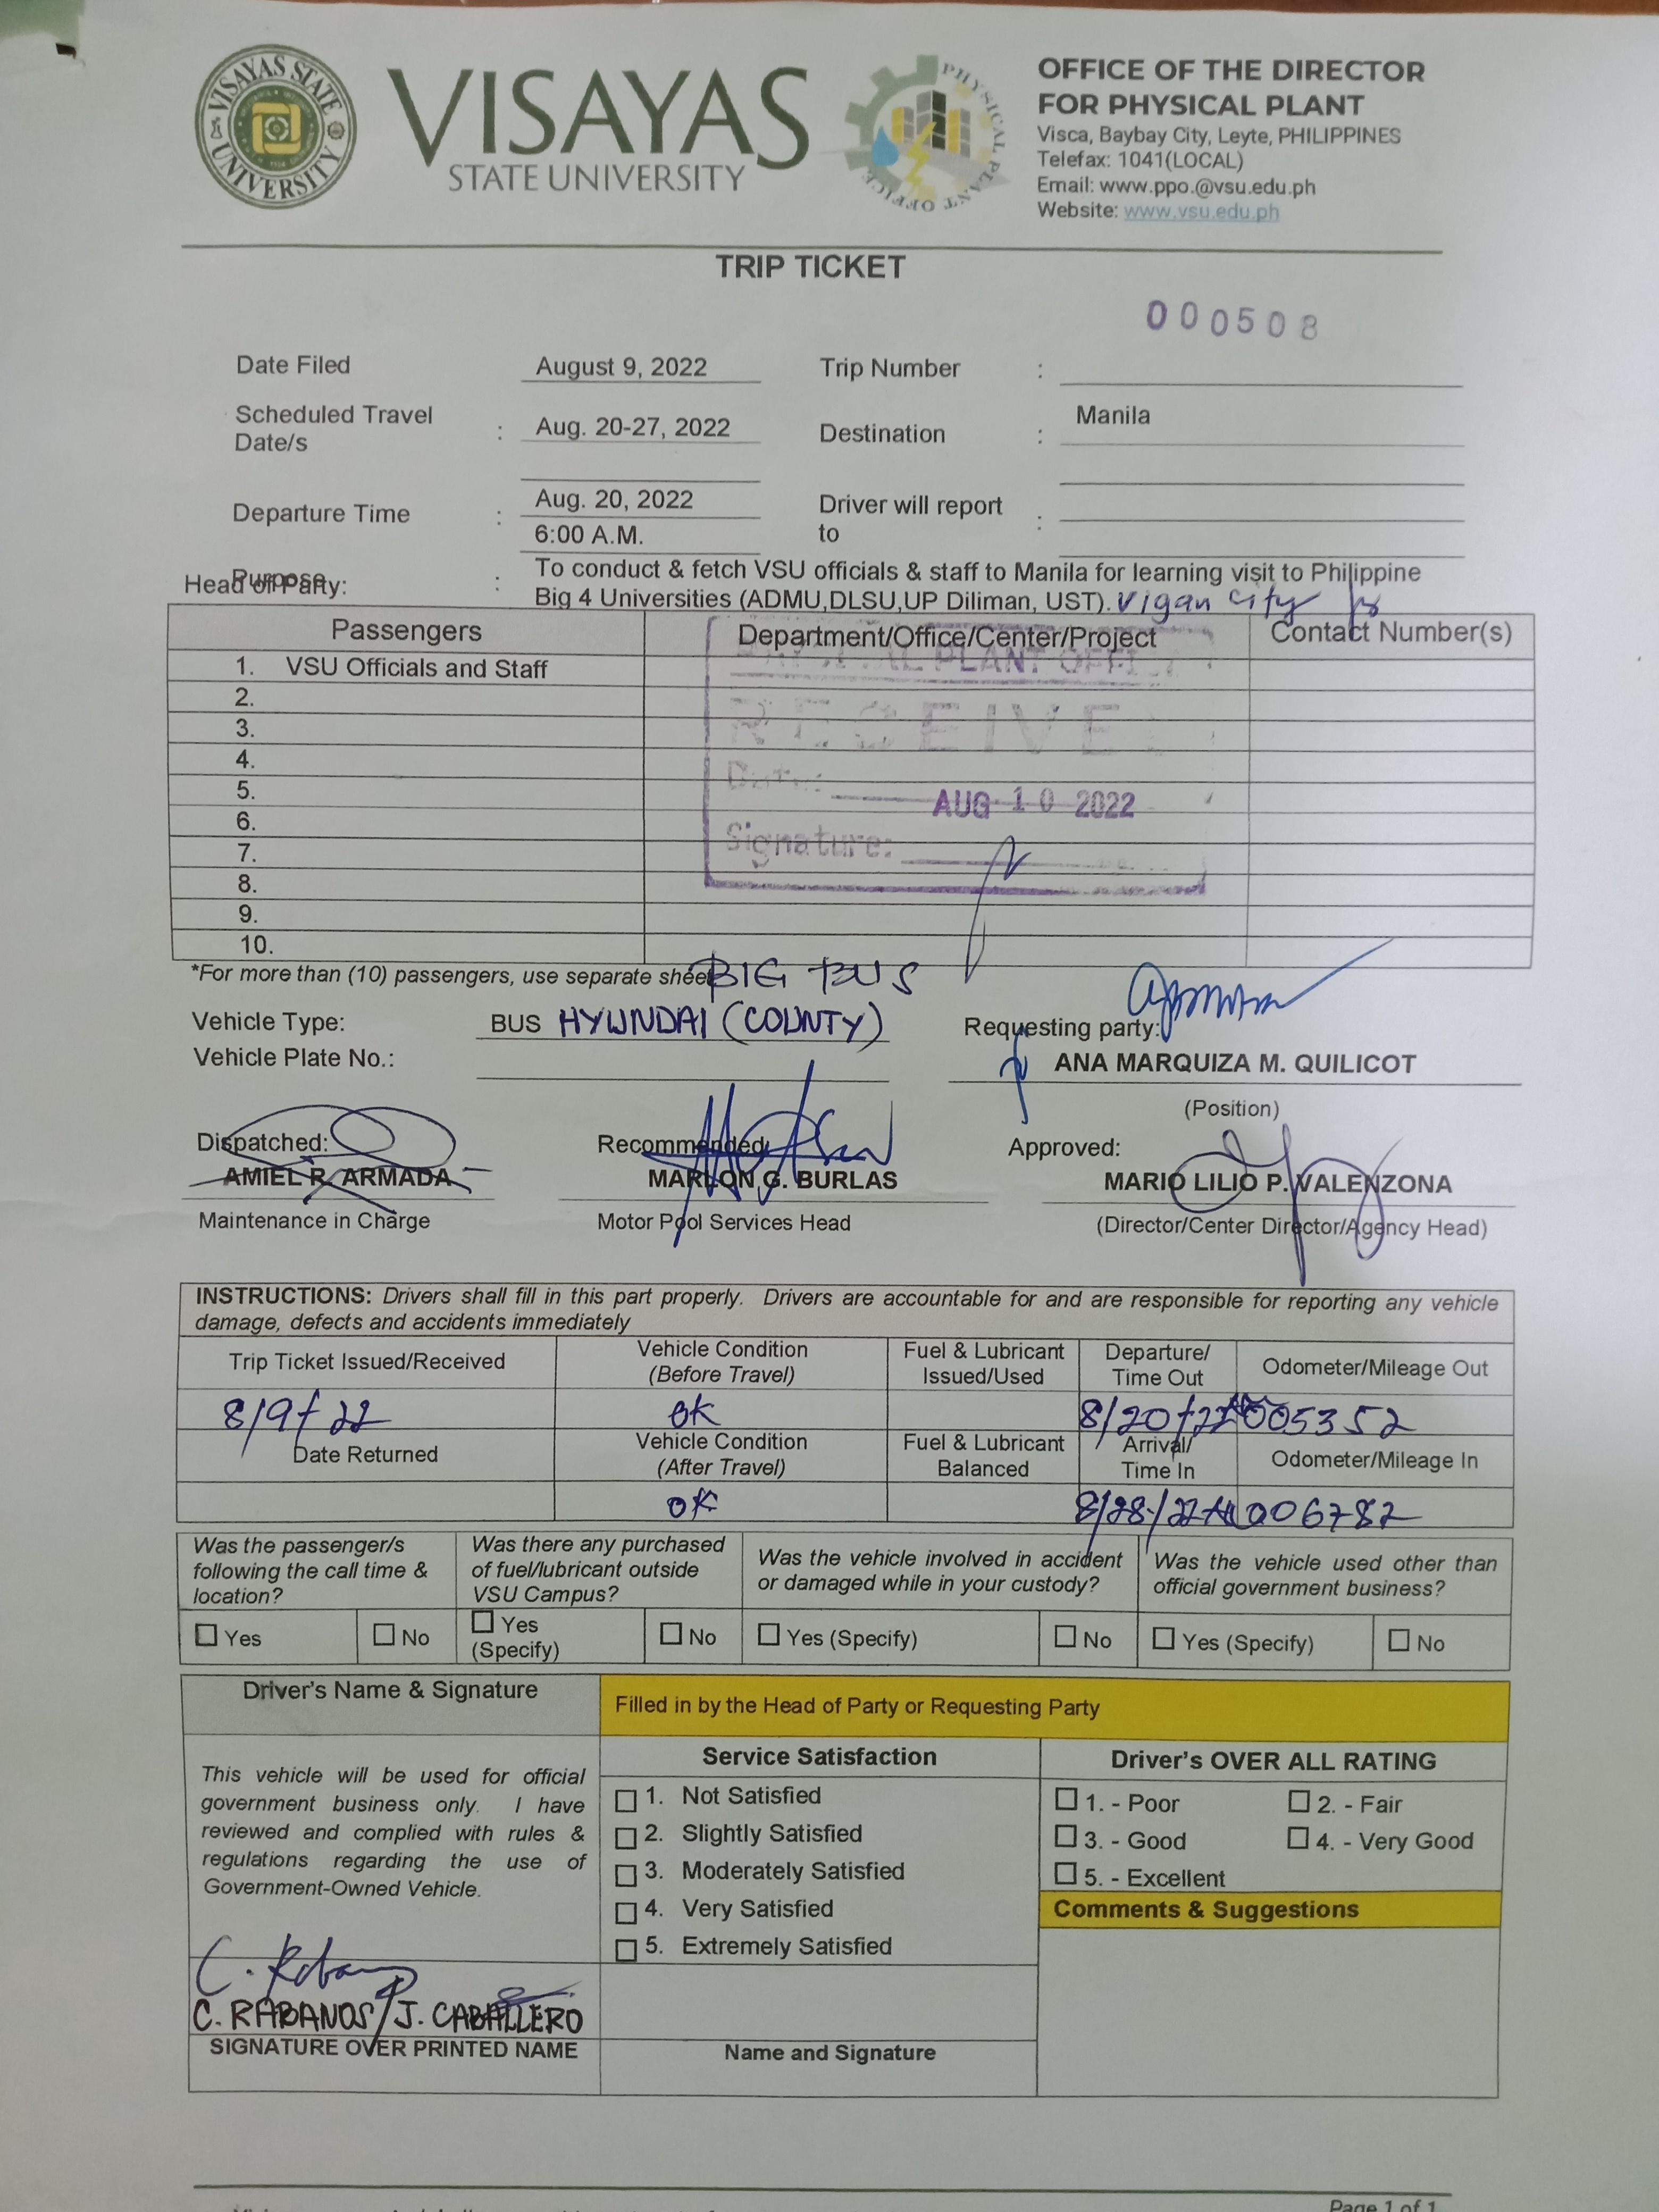 VISAYAS STATE UNIVERSITY
VISAYAS
STATE UNIVERSITY
PHYSICAL PLANT OFFICE
OFFICE OF THE DIRECTOR
FOR PHYSICAL PLANT
Visca, Baybay City, Leyte, PHILIPPINES
Telefax: 1041(LOCAL)
Email: www.ppo.@vsu.edu.ph
Website: www.vsu.edu.ph
TRIP TICKET
000508
Date Filed August 9, 2022 Trip Number :
Scheduled Travel Date/s : Aug. 20-27, 2022 Destination : Manila
Departure Time : Aug. 20, 2022 Driver will report to :
6:00 A.M.
Purpose : To conduct & fetch VSU officials & staff to Manila for learning visit to Philippine
Head of Party: Big 4 Universities (ADMU,DLSU,UP Diliman, UST). Vigan City
Passengers Department/Office/Center/Project Contact Number(s)
PHYSICAL PLANT OFFI
1. VSU Officials and Staff
2.
3. RECEIVE
4.
5. Date:
6. AUG 10 2022
7. Signature:
8.
9.
10.
*For more than (10) passengers, use separate sheet
BIG BUS
Vehicle Type: BUS HYUNDAI (COUNTY) Requesting party:
Vehicle Plate No.: ANA MARQUIZA M. QUILICOT
(Position)
Dispatched: Recommended: Approved:
AMIEL R. ARMADA MARLON G. BURLAS MARIO LILIO P. VALENZONA
Maintenance in Charge Motor Pool Services Head (Director/Center Director/Agency Head)
INSTRUCTIONS: Drivers shall fill in this part properly. Drivers are accountable for and are responsible for reporting any vehicle
damage, defects and accidents immediately
Trip Ticket Issued/Received Vehicle Condition (Before Travel) Fuel & Lubricant Issued/Used Departure/ Time Out Odometer/Mileage Out
8/9/22 OK 8/20/22 005352
Date Returned Vehicle Condition (After Travel) Fuel & Lubricant Balanced Arrival/ Time In Odometer/Mileage In
OK 8/28/22 006782
Was the passenger/s following the call time & location? Was there any purchased of fuel/lubricant outside VSU Campus? Was the vehicle involved in accident or damaged while in your custody? Was the vehicle used other than official government business?
Yes No Yes (Specify) No Yes (Specify) No Yes (Specify) No
Driver's Name & Signature Filled in by the Head of Party or Requesting Party
Service Satisfaction Driver's OVER ALL RATING
This vehicle will be used for official
government business only. I have
reviewed and complied with rules &
regulations regarding the use of
Government-Owned Vehicle.
1. Not Satisfied
2. Slightly Satisfied
3. Moderately Satisfied
4. Very Satisfied
5. Extremely Satisfied
1. - Poor 2. - Fair
3. - Good 4. - Very Good
5. - Excellent
Comments & Suggestions
C. RABANOS/J. CABALLERO
SIGNATURE OVER PRINTED NAME Name and Signature
Page 1 of 1